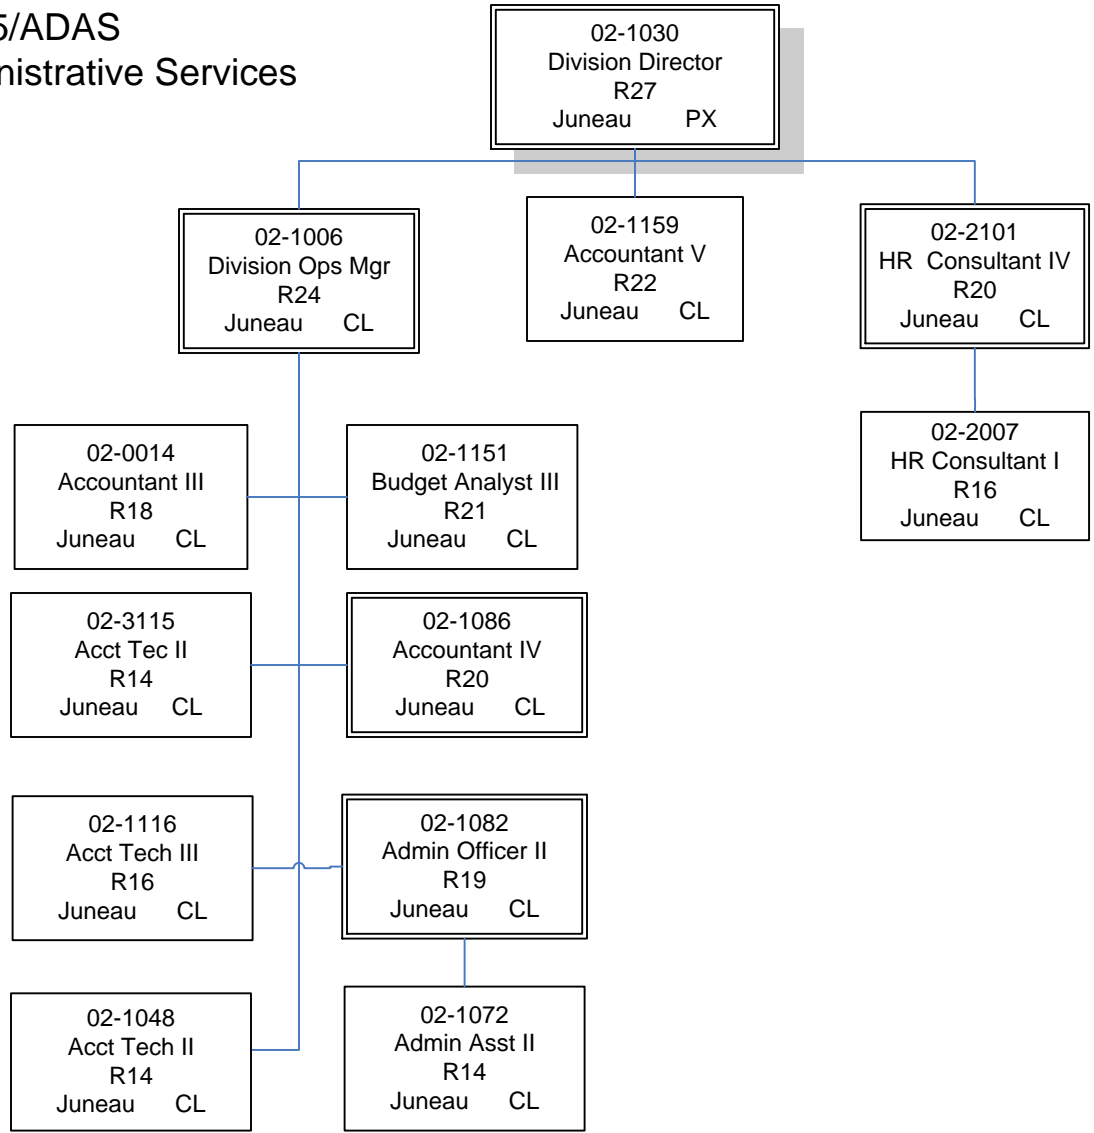 5/ADAS
nistrative Services
02-1030
Division Director
R27
Juneau PX
02-1006
Division Ops Mgr
R24
Juneau CL
02-1159
Accountant V
R22
Juneau CL
02-2101
HR Consultant IV
R20
Juneau CL
02-0014
Accountant III
R18
Juneau CL
02-1151
Budget Analyst III
R21
Juneau CL
02-2007
HR Consultant I
R16
Juneau CL
02-3115
Acct Tec II
R14
Juneau CL
02-1086
Accountant IV
R20
Juneau CL
02-1116
Acct Tech III
R16
Juneau CL
02-1082
Admin Officer II
R19
Juneau CL
02-1048
Acct Tech II
R14
Juneau CL
02-1072
Admin Asst II
R14
Juneau CL